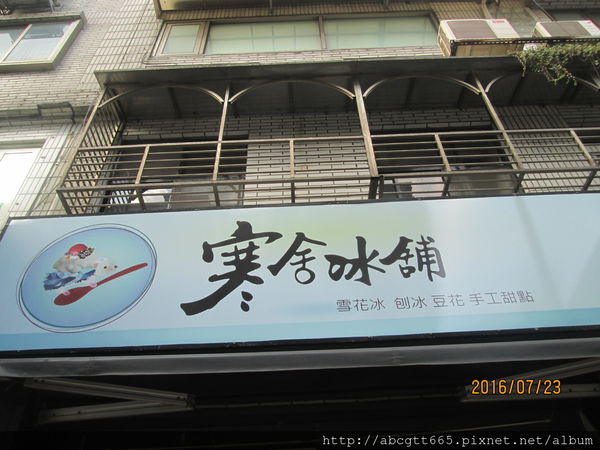 寒舍冰舖
雪花冰 刨冰 豆花 手工甜點
2016/07/23
http://abcgtt665.pixnet.net/album